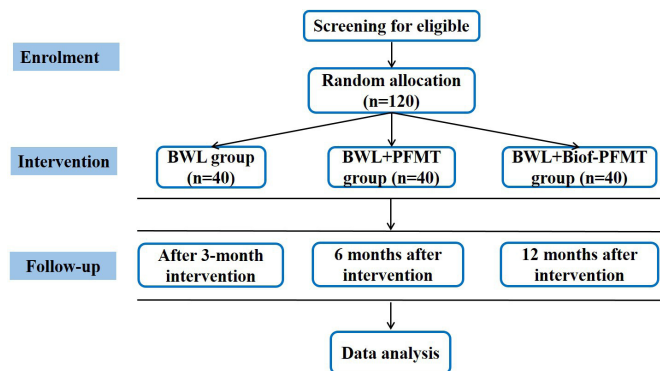 Screening for eligible
Enrolment
Random allocation
(n=120)
Intervention
BWL group
(n=40)
BWL+PFMT
group (n=40)
BWL+Biof-PFMT
group (n=40)
Follow-up
After 3-month
intervention
6 months after
intervention
12 months after
intervention
Data analysis